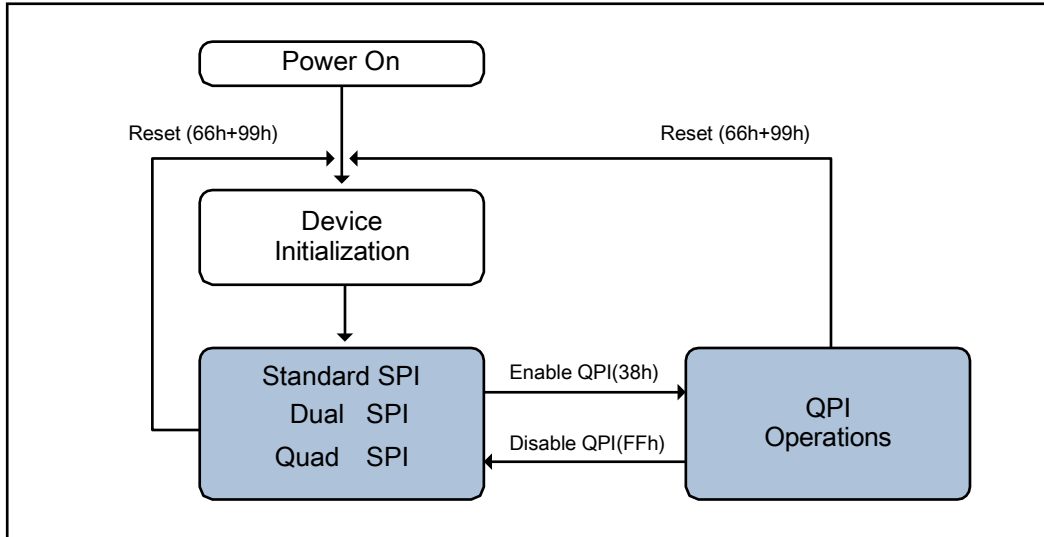 Power On
Reset (66h+99h)
Reset (66h+99h)
Device
Initialization
Standard SPI
Dual SPI
Quad SPI
Enable QPI(38h)
Disable QPI(FFh)
QPI
Operations